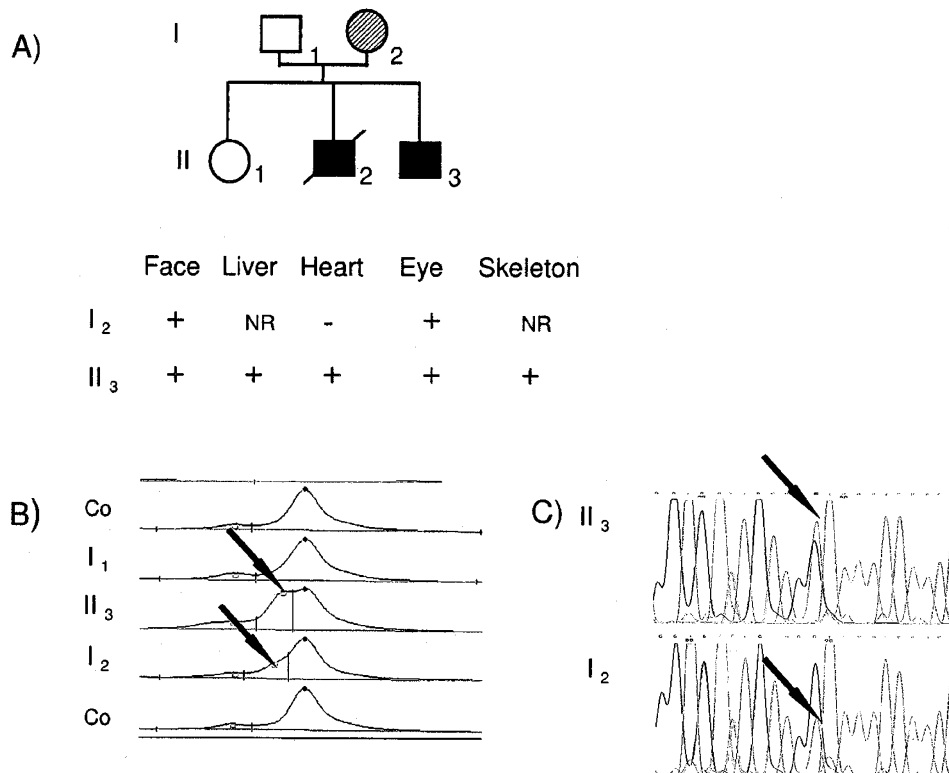 A)
I
1
2
II
1
2
3
Face Liver Heart Eye Skeleton
I 2 + NR - + NR
II 3 + + + + +
B)
Co
I 1
II 3
I 2
Co
C)
II 3
I 2